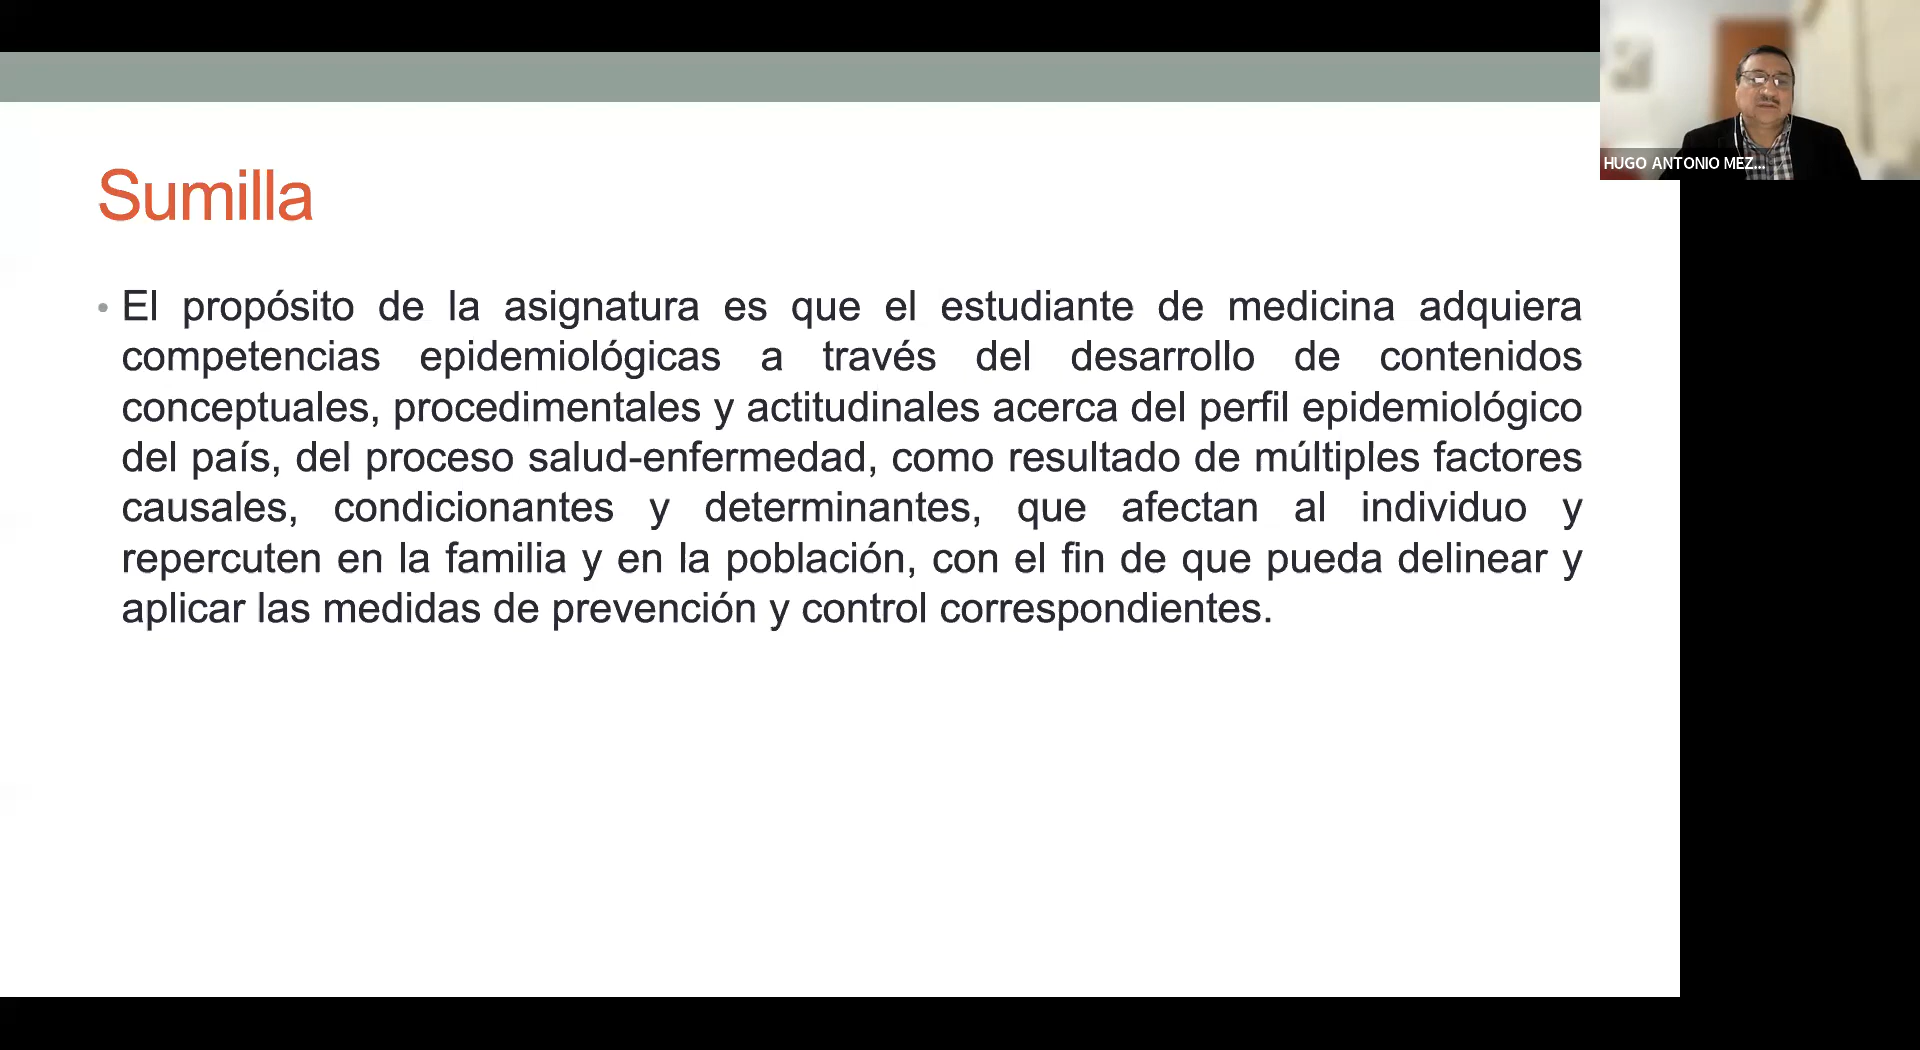 Sumilla
• El propósito de la asignatura es que el estudiante de medicina adquiera
competencias epidemiológicas a través del desarrollo de contenidos
conceptuales, procedimentales y actitudinales acerca del perfil epidemiológico
del país, del proceso salud-enfermedad, como resultado de múltiples factores
causales, condicionantes y determinantes, que afectan al individuo y
repercuten en la familia y en la población, con el fin de que pueda delinear y
aplicar las medidas de prevención y control correspondientes.
HUGO ANTONIO MEZ...